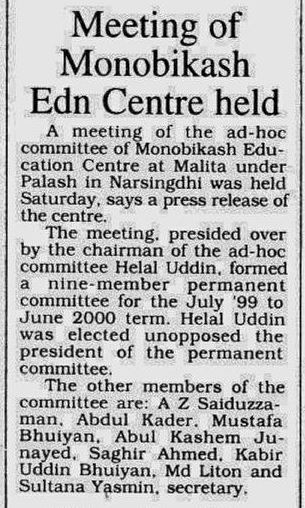 Meeting of
Monobikash
Edn Centre held
A meeting of the ad-hoc
committee of Monobikash Edu-
cation Centre at Malita under
Palash in Narsingdhi was held
Saturday, says a press release of
the centre.
The meeting, presided over
by the chairman of the ad-hoc
committee Helal Uddin, formed
a nine-member permanent
committee for the July '99 to
June 2000 term. Helal Uddin
was elected unopposed the
president of the permanent
committee.
The other members of the
committee are: A Z Saiduzza-
man, Abdul Kader, Mustafa
Bhuiyan, Abul Kashem Ju-
nayed, Saghir Ahmed, Kabir
Uddin Bhuiyan, Md Liton and
Sultana Yasmin, secretary.